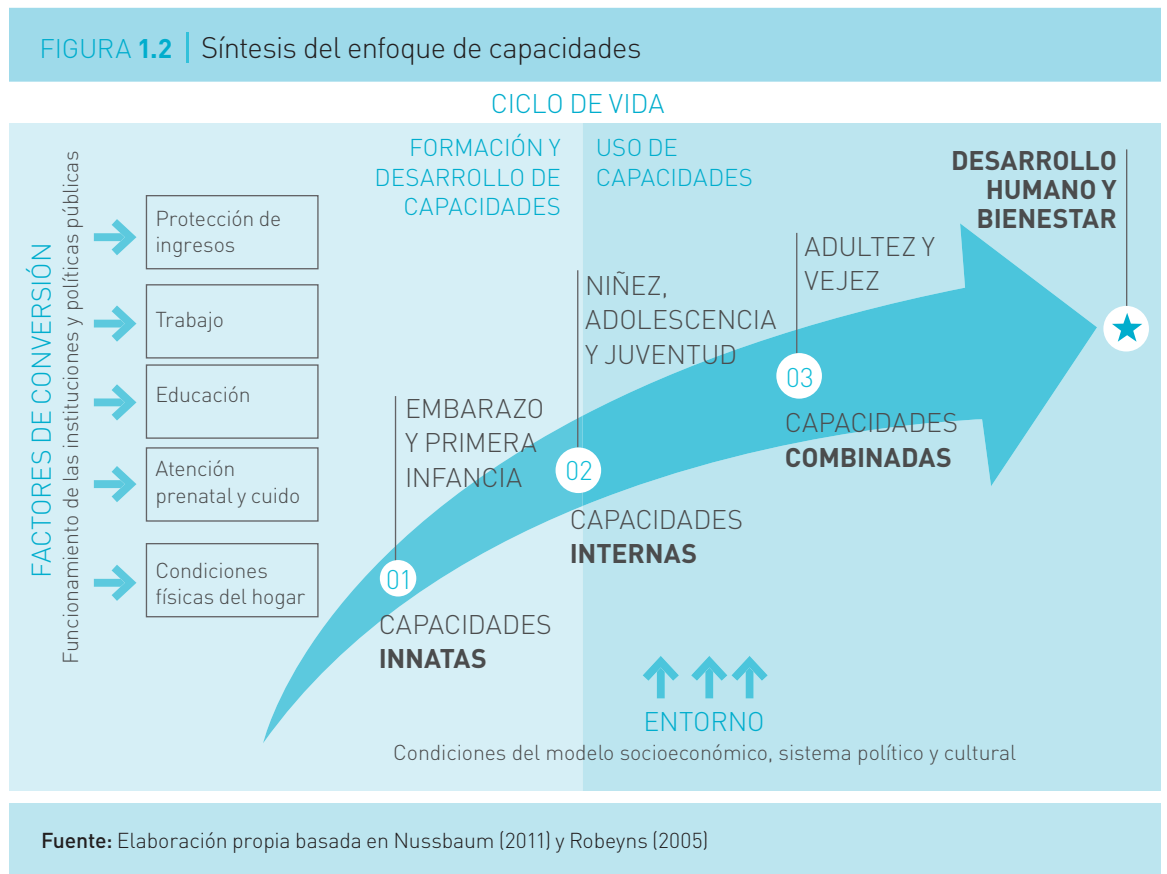 FIGURA 1.2 | Síntesis del enfoque de capacidades
CICLO DE VIDA
FORMACIÓN Y
DESARROLLO DE
CAPACIDADES
USO DE
CAPACIDADES
DESARROLLO
HUMANO Y
BIENESTAR
FACTORES DE CONVERSIÓN
Funcionamiento de las instituciones y políticas públicas
Protección de
ingresos
Trabajo
Educación
Atención
prenatal y cuido
Condiciones
físicas del hogar
EMBARAZO
Y PRIMERA
INFANCIA
01
CAPACIDADES
INNATAS
NIÑEZ,
ADOLESCENCIA
Y JUVENTUD
02
CAPACIDADES
INTERNAS
ADULTEZ Y
VEJEZ
03
CAPACIDADES
COMBINADAS
ENTORNO
Condiciones del modelo socioeconómico, sistema político y cultural
Fuente: Elaboración propia basada en Nussbaum (2011) y Robeyns (2005)